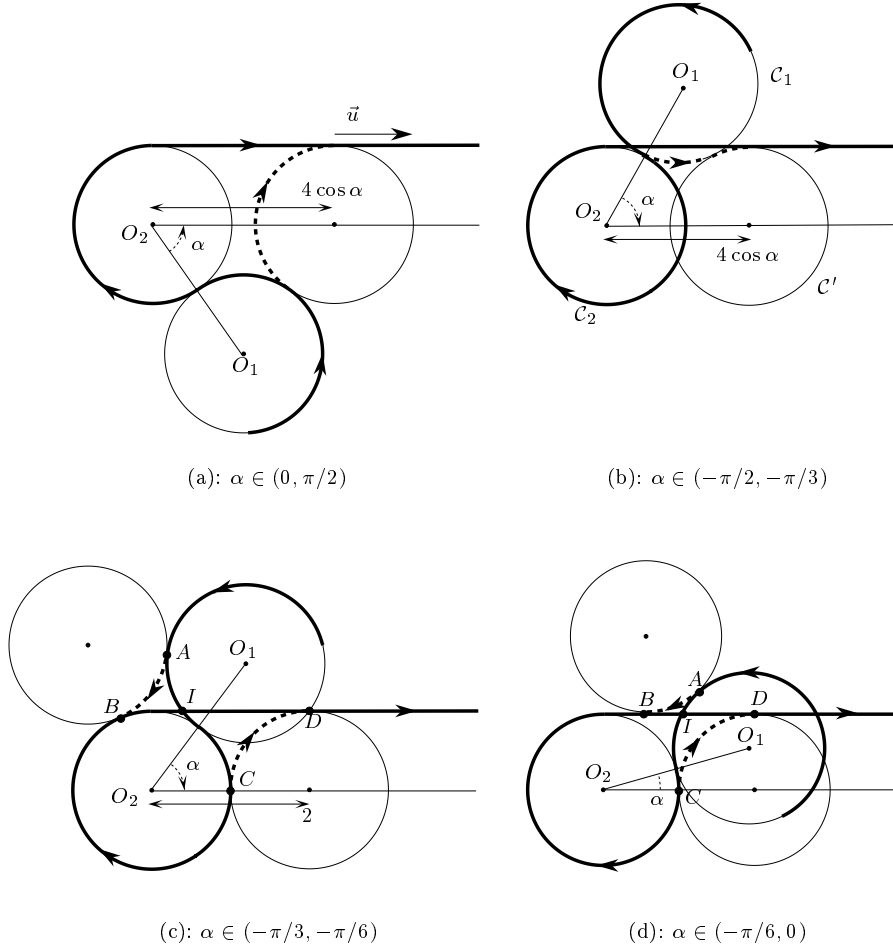 O₁
C₁
u⃗
4 cos α
α
O₂
O₂
α
4 cos α
O₁
C₂
C′
(a): α ∈ (0, π/2)
(b): α ∈ (−π/2, −π/3)
A
O₁
B
I
D
α
O₂
C
2
A
B
D
I
O₁
O₂
α
C
(c): α ∈ (−π/3, −π/6)
(d): α ∈ (−π/6, 0)